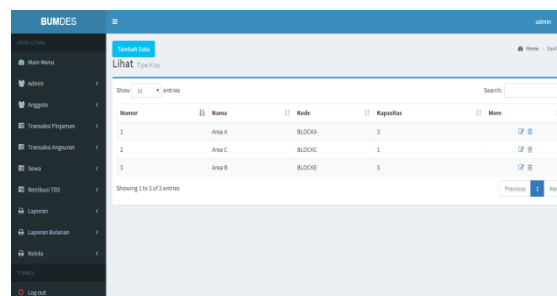 BUMDES
admin
MENU UTAMA
Main Menu
Admin
Anggota
Transaksi Pinjaman
Transaksi Angsuran
Sewa
Retribusi TBS
Laporan
Laporan Bulanan
Kelola
TOMBOL
Log out
Tambah Data
Home
Lihat Tipe Kios
Show 10 entries
Search:
Nomor Nama Kode Kapasitas More
1 Area A BLOCKA 3
2 Area C BLOCKC 1
3 Area B BLOCKE 3
Showing 1 to 3 of 3 entries
Previous 1